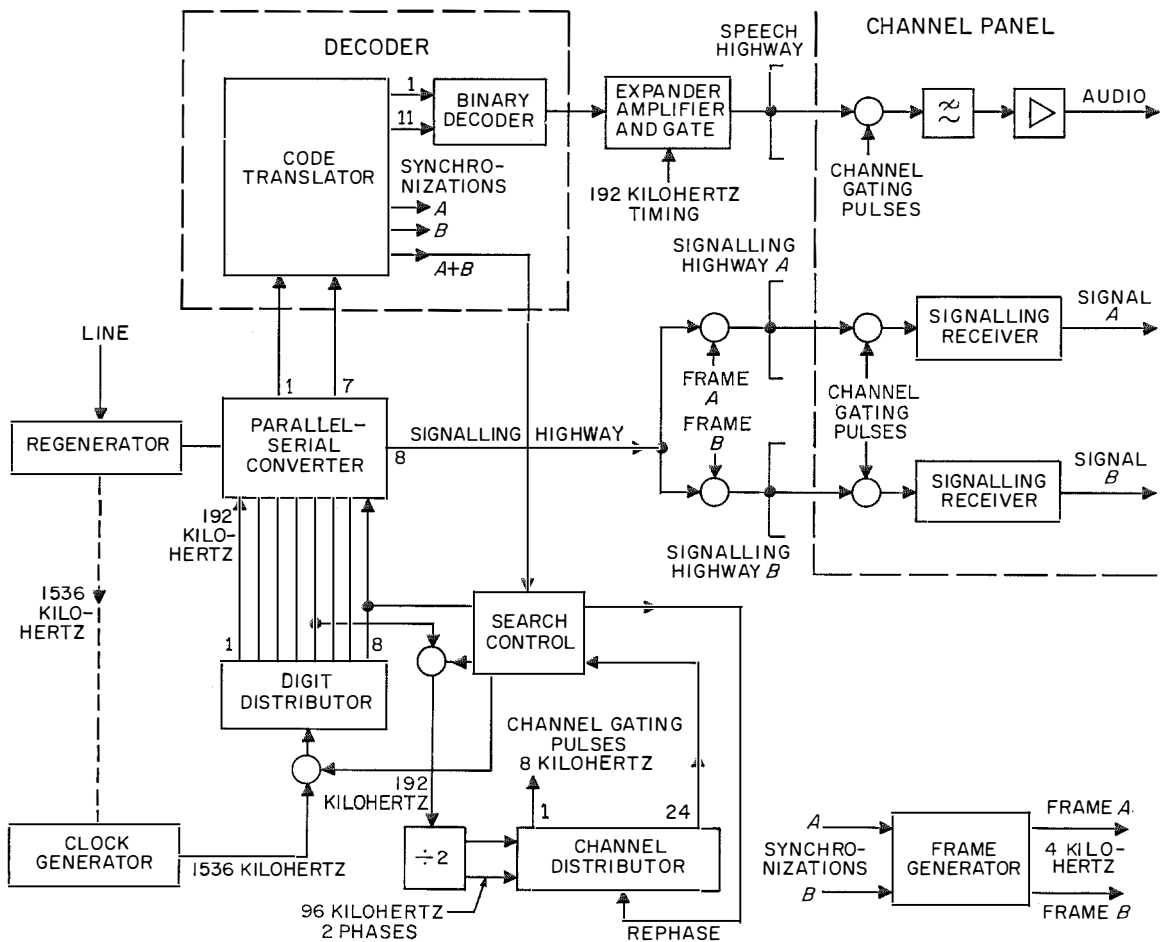 DECODER
CODE
TRANSLATOR
1
11
BINARY
DECODER
SYNCHRO-
NIZATIONS
A
B
A+B
EXPANDER
AMPLIFIER
AND GATE
192 KILOHERTZ
TIMING
SPEECH
HIGHWAY
CHANNEL PANEL
CHANNEL
GATING
PULSES
≈
AUDIO
SIGNALLING
HIGHWAY A
FRAME
A
FRAME
B
SIGNALLING
HIGHWAY B
CHANNEL
GATING
PULSES
SIGNALLING
RECEIVER
SIGNAL
A
SIGNALLING
RECEIVER
SIGNAL
B
LINE
REGENERATOR
1
7
PARALLEL-
SERIAL
CONVERTER
8
SIGNALLING HIGHWAY
192
KILO-
HERTZ
1536
KILO-
HERTZ
1
8
DIGIT
DISTRIBUTOR
SEARCH
CONTROL
192
KILOHERTZ
CHANNEL GATING
PULSES
8 KILOHERTZ
1
24
CLOCK
GENERATOR
1536 KILOHERTZ
÷2
96 KILOHERTZ
2 PHASES
CHANNEL
DISTRIBUTOR
REPHASE
A
SYNCHRO-
NIZATIONS
B
FRAME
GENERATOR
FRAME A
4 KILO-
HERTZ
FRAME B